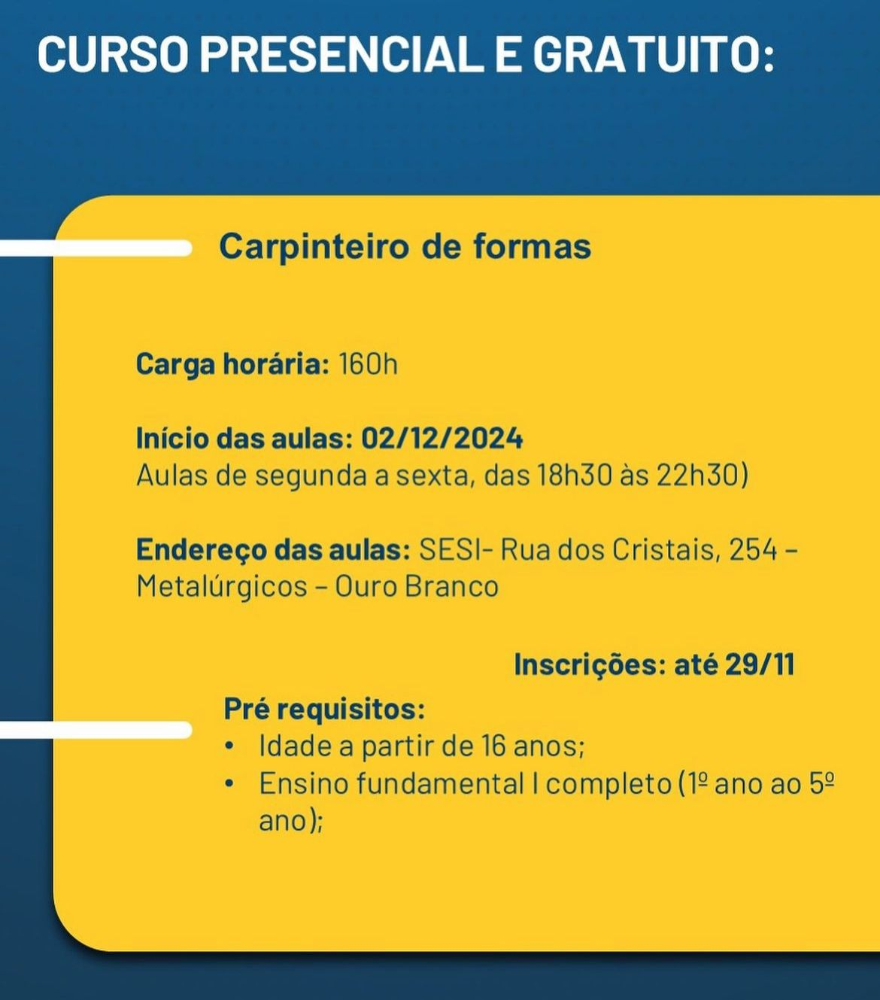 CURSO PRESENCIAL E GRATUITO:
Carpinteiro de formas
Carga horária: 160h
Início das aulas: 02/12/2024
Aulas de segunda a sexta, das 18h30 às 22h30)
Endereço das aulas: SESI- Rua dos Cristais, 254 –
Metalúrgicos – Ouro Branco
Inscrições: até 29/11
Pré requisitos:
• Idade a partir de 16 anos;
• Ensino fundamental I completo (1º ano ao 5º
ano);